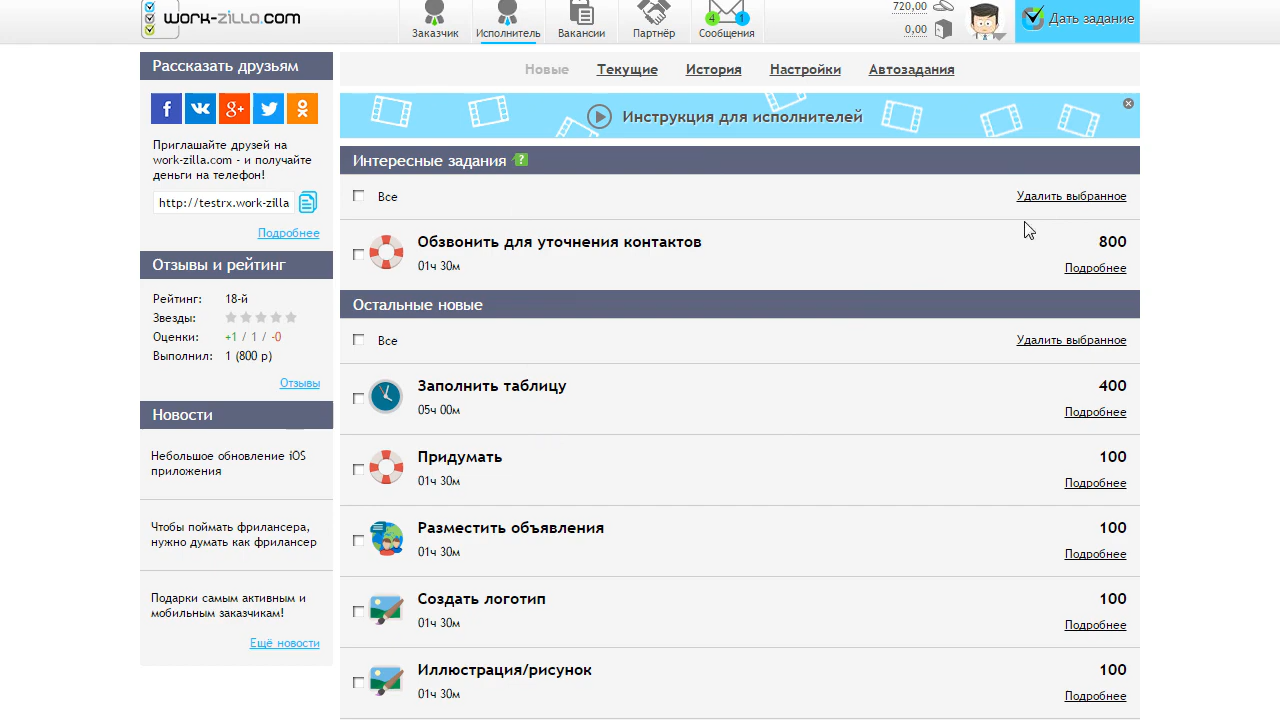 work-zilla.com
Заказчик
Исполнитель
Вакансии
Партнёр
4
1
Сообщения
720,00
0,00
Дать задание
Рассказать друзьям
Приглашайте друзей на
work-zilla.com - и получайте
деньги на телефон!
http://testrx.work-zilla
Подробнее
Отзывы и рейтинг
Рейтинг: 18-й
Звезды:
Оценки: +1 / 1 / -0
Выполнил: 1 (800 р)
Отзывы
Новости
Небольшое обновление iOS
приложения
Чтобы поймать фрилансера,
нужно думать как фрилансер
Подарки самым активным и
мобильным заказчикам!
Ещё новости
Новые Текущие История Настройки Автозадания
Инструкция для исполнителей
Интересные задания ?
Все Удалить выбранное
Обзвонить для уточнения контактов 800
01ч 30м Подробнее
Остальные новые
Все Удалить выбранное
Заполнить таблицу 400
05ч 00м Подробнее
Придумать 100
01ч 30м Подробнее
Разместить объявления 100
01ч 30м Подробнее
Создать логотип 100
01ч 30м Подробнее
Иллюстрация/рисунок 100
01ч 30м Подробнее